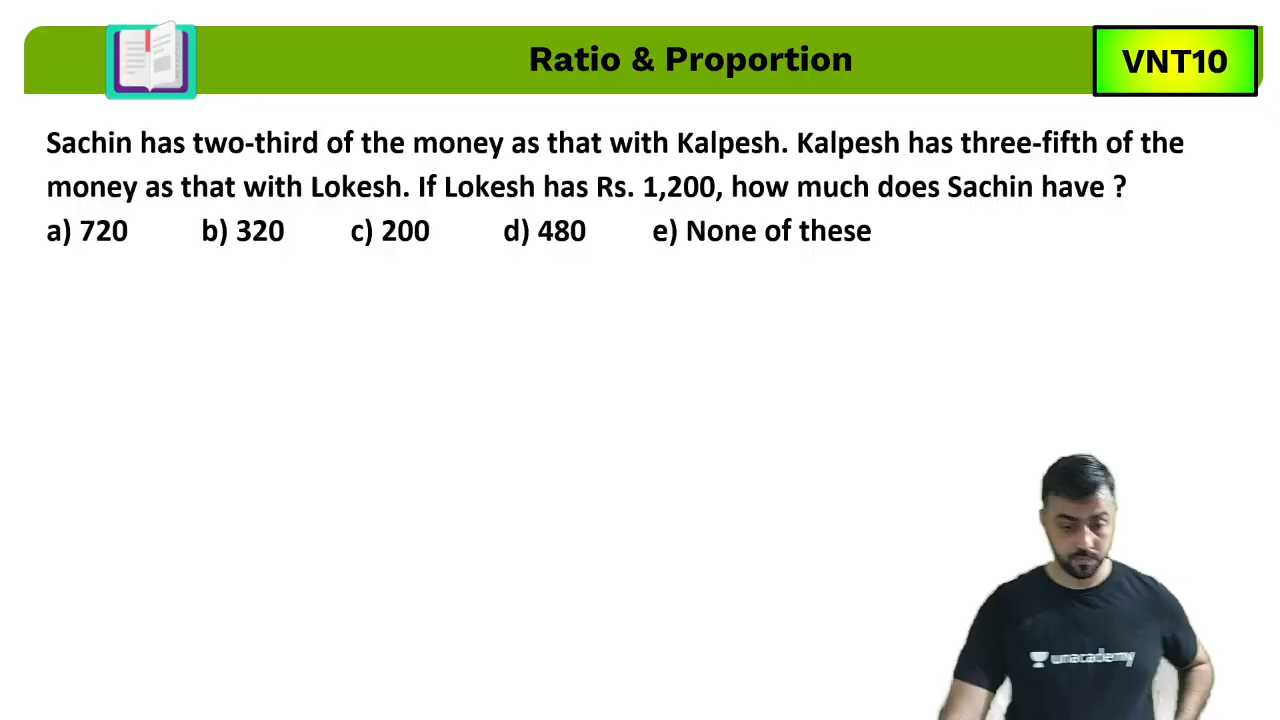 Ratio & Proportion
VNT10
Sachin has two-third of the money as that with Kalpesh. Kalpesh has three-fifth of the
money as that with Lokesh. If Lokesh has Rs. 1,200, how much does Sachin have ?
a) 720 b) 320 c) 200 d) 480 e) None of these
unacademy